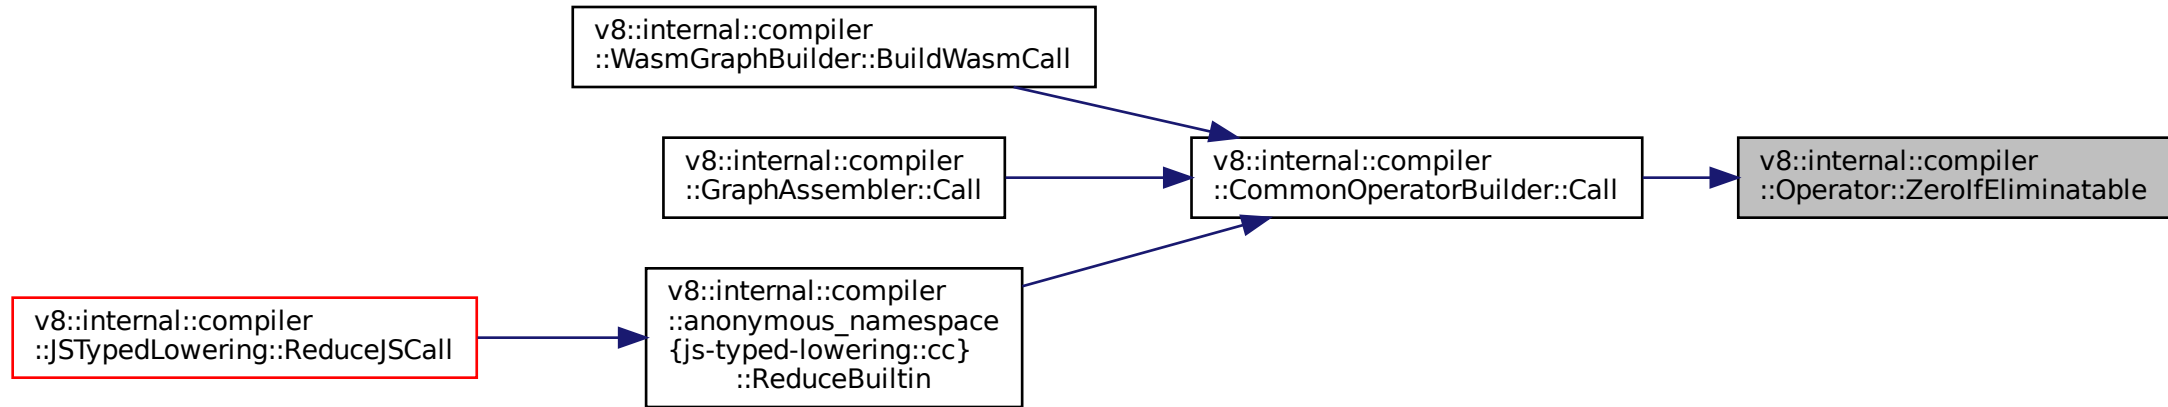 v8::internal::compiler
::WasmGraphBuilder::BuildWasmCall
v8::internal::compiler
::GraphAssembler::Call
v8::internal::compiler
::CommonOperatorBuilder::Call
v8::internal::compiler
::Operator::ZeroIfEliminatable
v8::internal::compiler
::anonymous_namespace
{js-typed-lowering::cc}
::ReduceBuiltin
v8::internal::compiler
::JSTypedLowering::ReduceJSCall